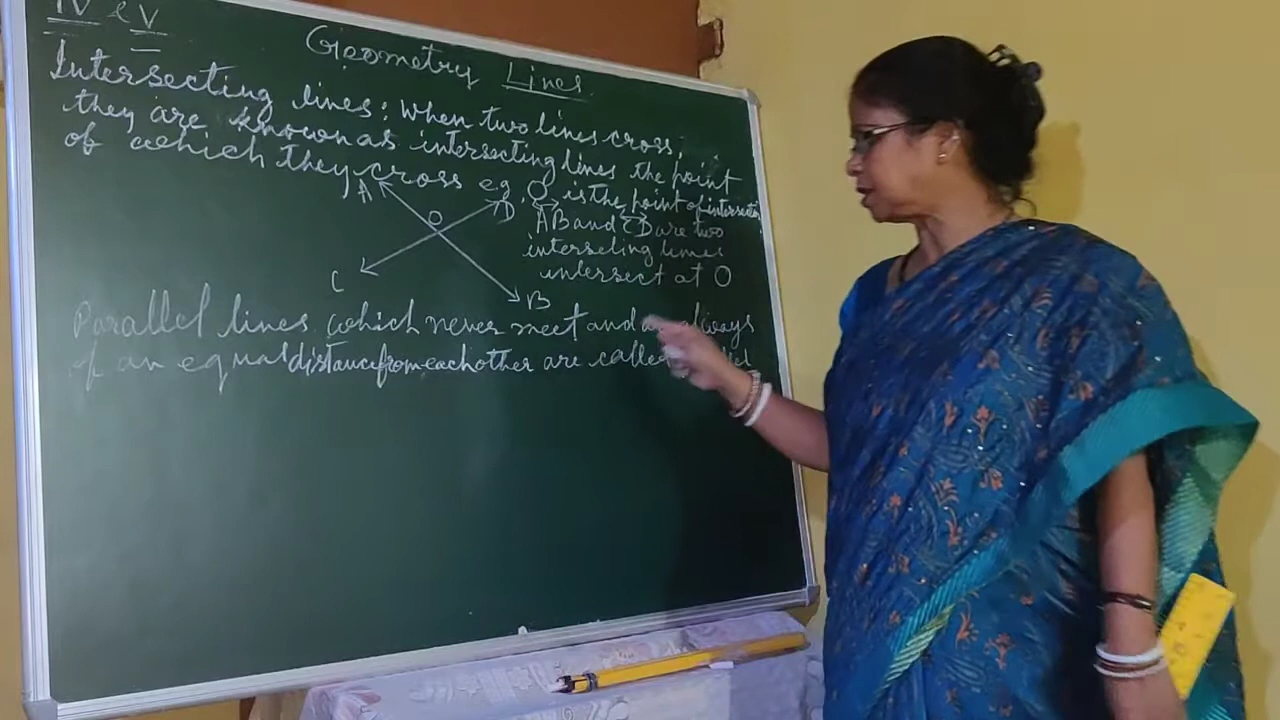 IV & V
Geometry Lines
Intersecting lines: When two lines cross,
they are known as intersecting lines the point
of which they cross eg. O is the point of intersection
A
O
D
AB and CD are two
interseting lines
intersect at O
C
B
Parallel lines which never meet and are always
of an equal distance from each other are called